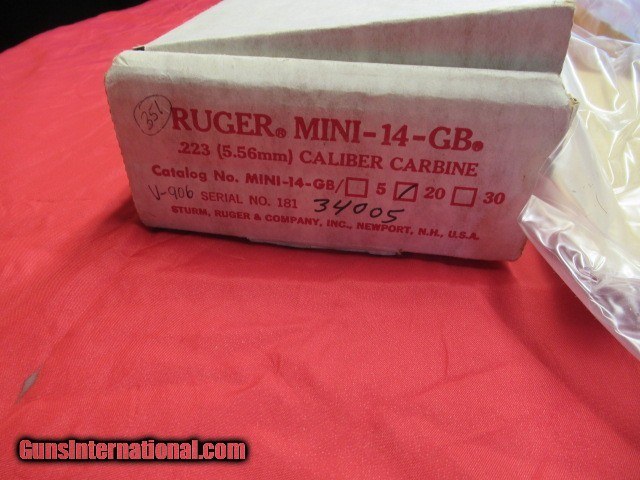 351
RUGER® MINI-14-GB®
.223 (5.56mm) CALIBER CARBINE
Catalog No. MINI-14-GB/ 5 20 30
V-906 SERIAL NO. 181 34005
STURM, RUGER & COMPANY, INC., NEWPORT, N.H., U.S.A.
GunsInternational.com